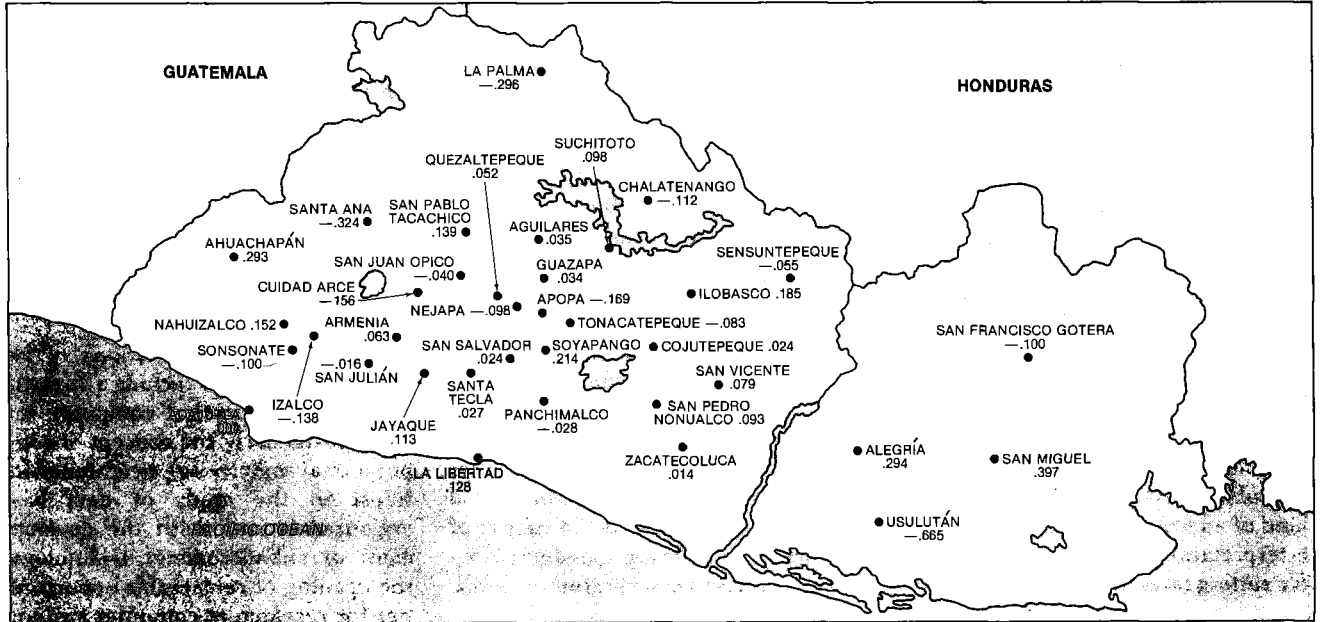 GUATEMALA
HONDURAS
LA PALMA
—.296
SUCHITOTO
.098
QUEZALTEPEQUE
.052
CHALATENANGO
—.112
SANTA ANA
—.324
SAN PABLO
TACACHICO
.139
AGUILARES
.035
AHUACHAPÁN
.293
SENSUNTEPEQUE
—.055
SAN JUAN OPICO
—.040
GUAZAPA
.034
CUIDAD ARCE
—.156
ILOBASCO .185
NEJAPA —.098
APOPA —.169
NAHUIZALCO .152
ARMENIA
.063
TONACATEPEQUE —.083
SAN FRANCISCO GOTERA
—.100
SONSONATE
—.100
SAN SALVADOR
.024
SOYAPANGO
.214
COJUTEPEQUE .024
—.016
SAN JULIÁN
SANTA
TECLA
.027
SAN VICENTE
.079
IZALCO
—.138
JAYAQUE
.113
PANCHIMALCO
—.028
SAN PEDRO
NONUALCO .093
LA LIBERTAD
.128
ZACATECOLUCA
.014
ALEGRÍA
.294
SAN MIGUEL
.397
PACIFIC OCEAN
USULUTÁN
—.665